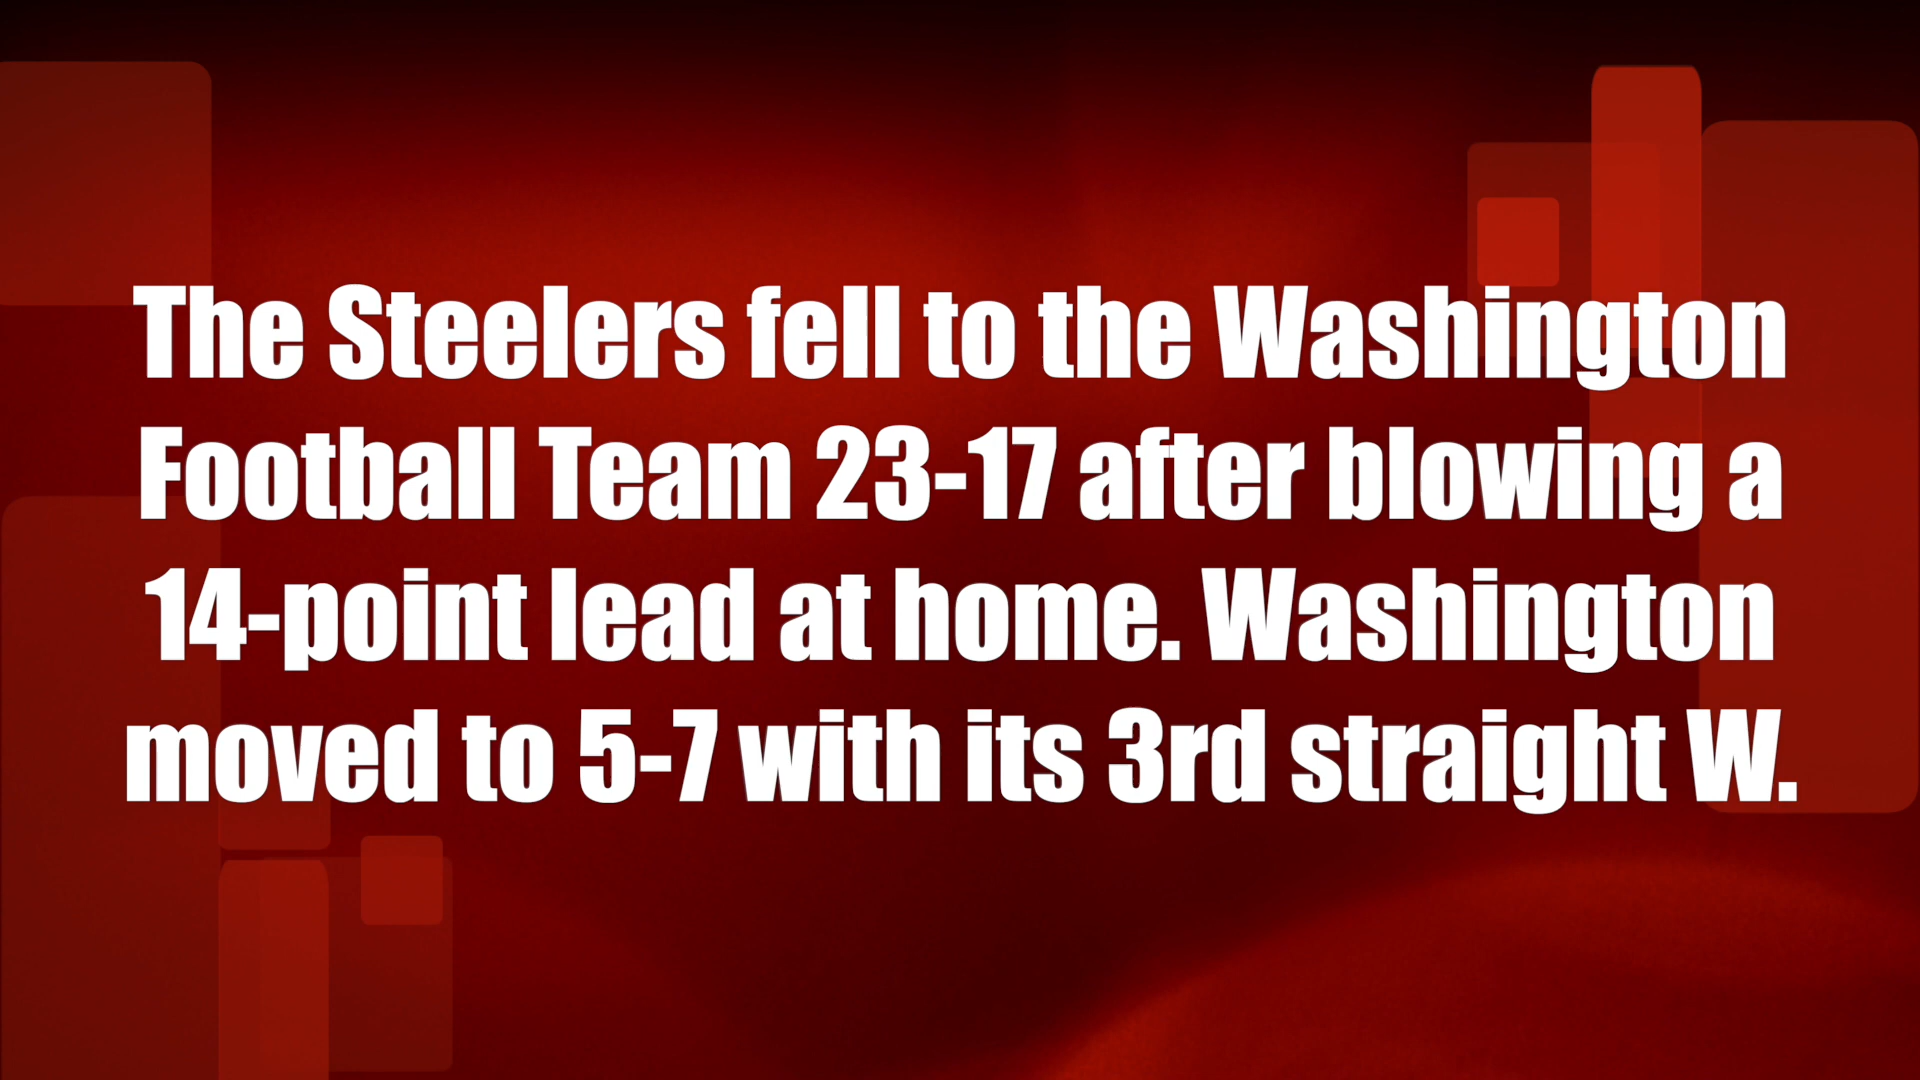 The Steelers fell to the Washington
Football Team 23-17 after blowing a
14-point lead at home. Washington
moved to 5-7 with its 3rd straight W.